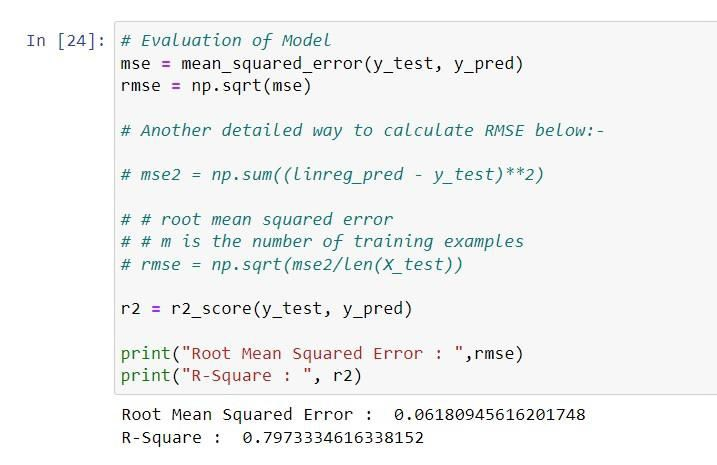 In [24]: # Evaluation of Model
mse = mean_squared_error(y_test, y_pred)
rmse = np.sqrt(mse)
# Another detailed way to calculate RMSE below:-
# mse2 = np.sum((linreg_pred - y_test)**2)
# # root mean squared error
# # m is the number of training examples
# rmse = np.sqrt(mse2/len(X_test))
r2 = r2_score(y_test, y_pred)
print("Root Mean Squared Error : ",rmse)
print("R-Square : ", r2)
Root Mean Squared Error :  0.06180945616201748
R-Square :  0.7973334616338152